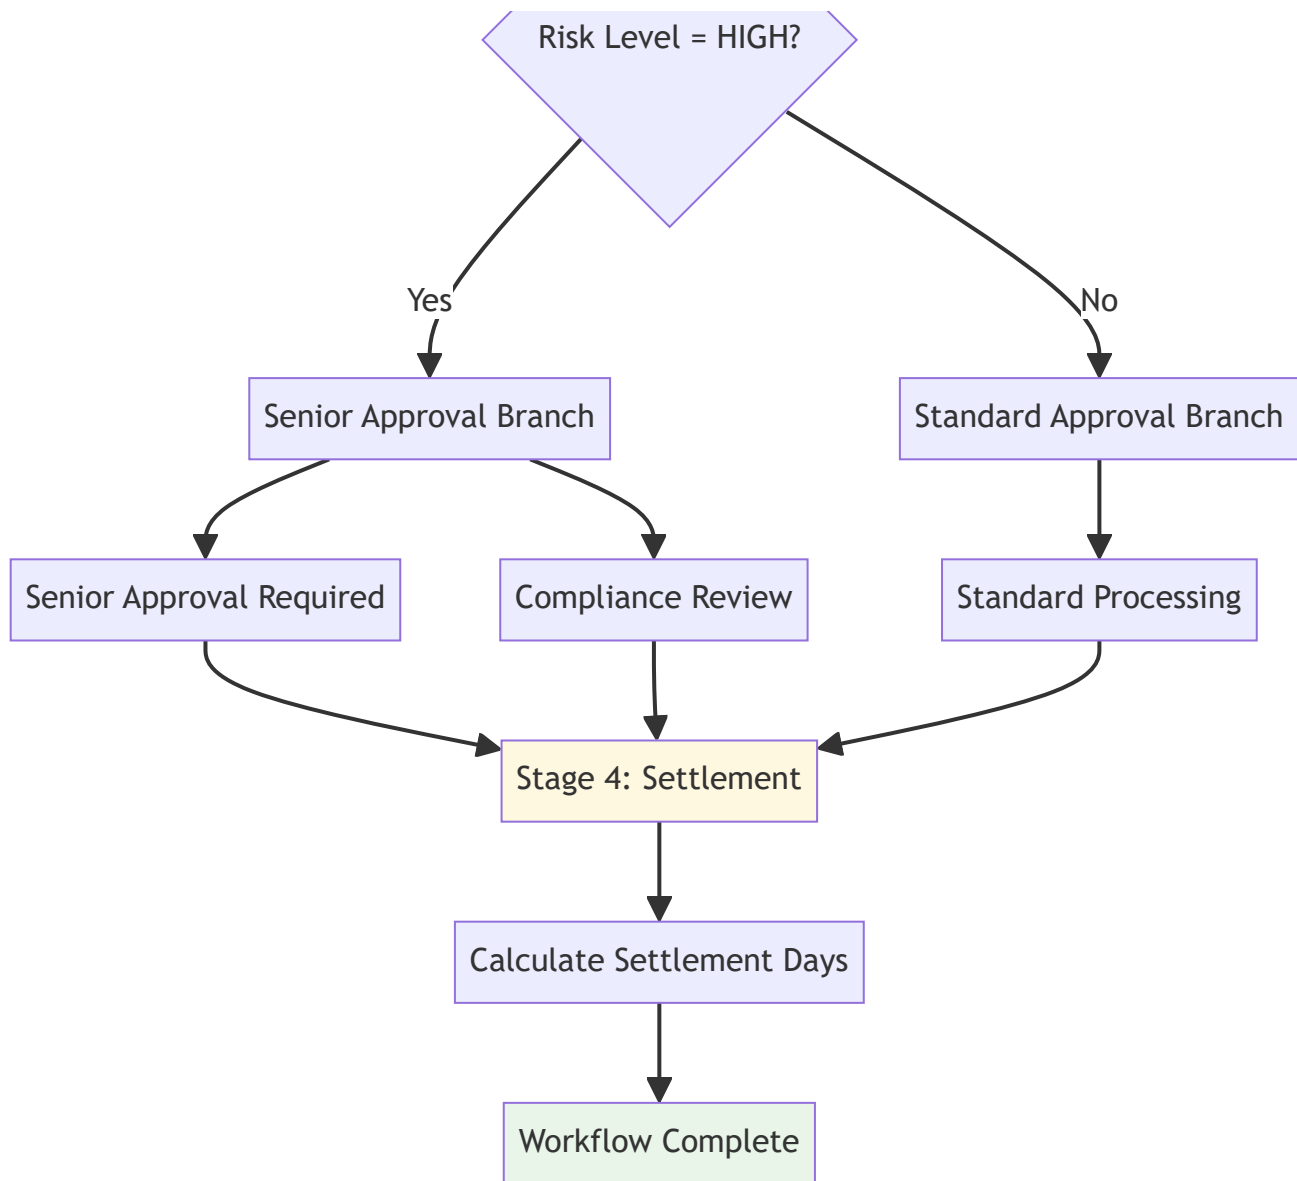 Risk Level = HIGH?
Yes
No
Senior Approval Branch
Standard Approval Branch
Senior Approval Required
Compliance Review
Standard Processing
Stage 4: Settlement
Calculate Settlement Days
Workflow Complete